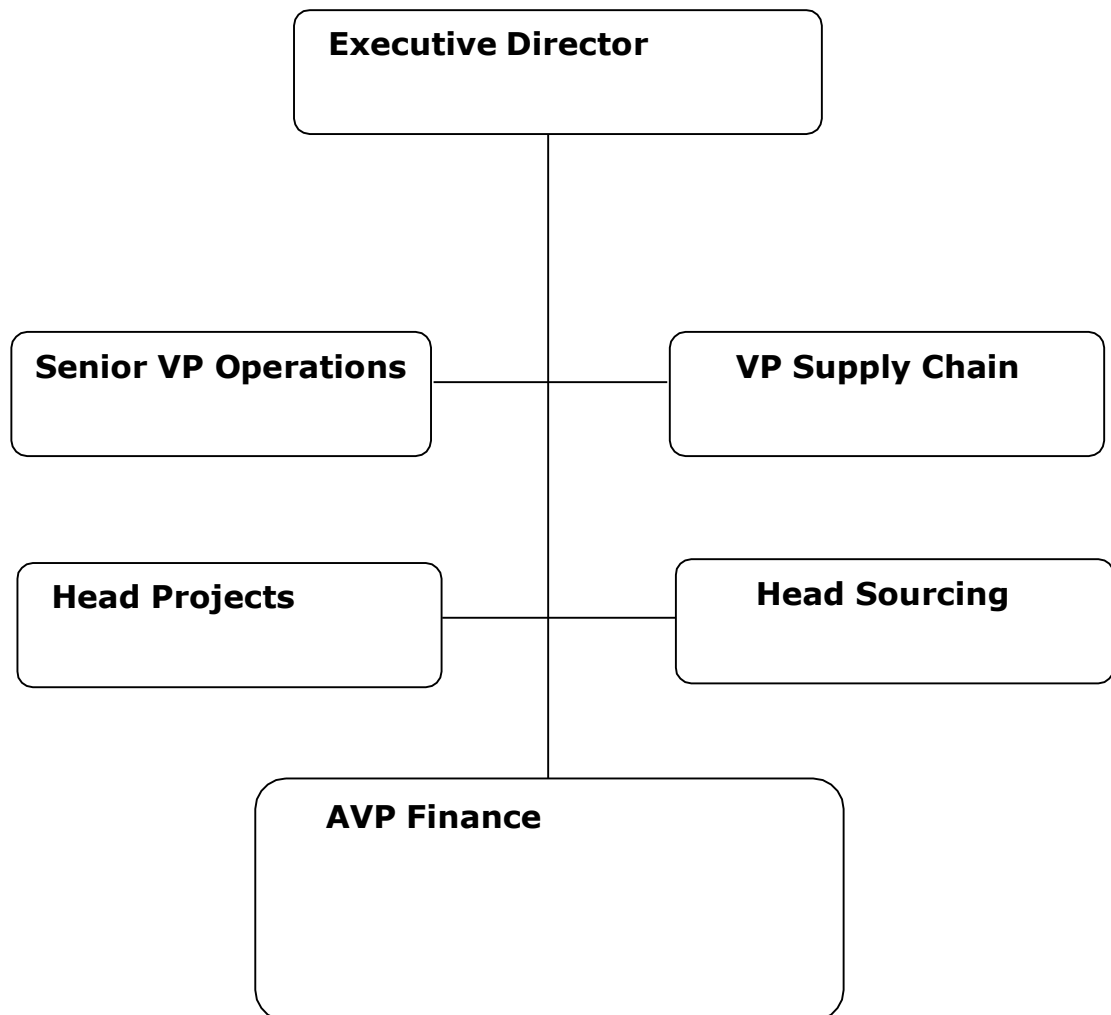 Executive Director
Senior VP Operations
VP Supply Chain
Head Projects
Head Sourcing
AVP Finance